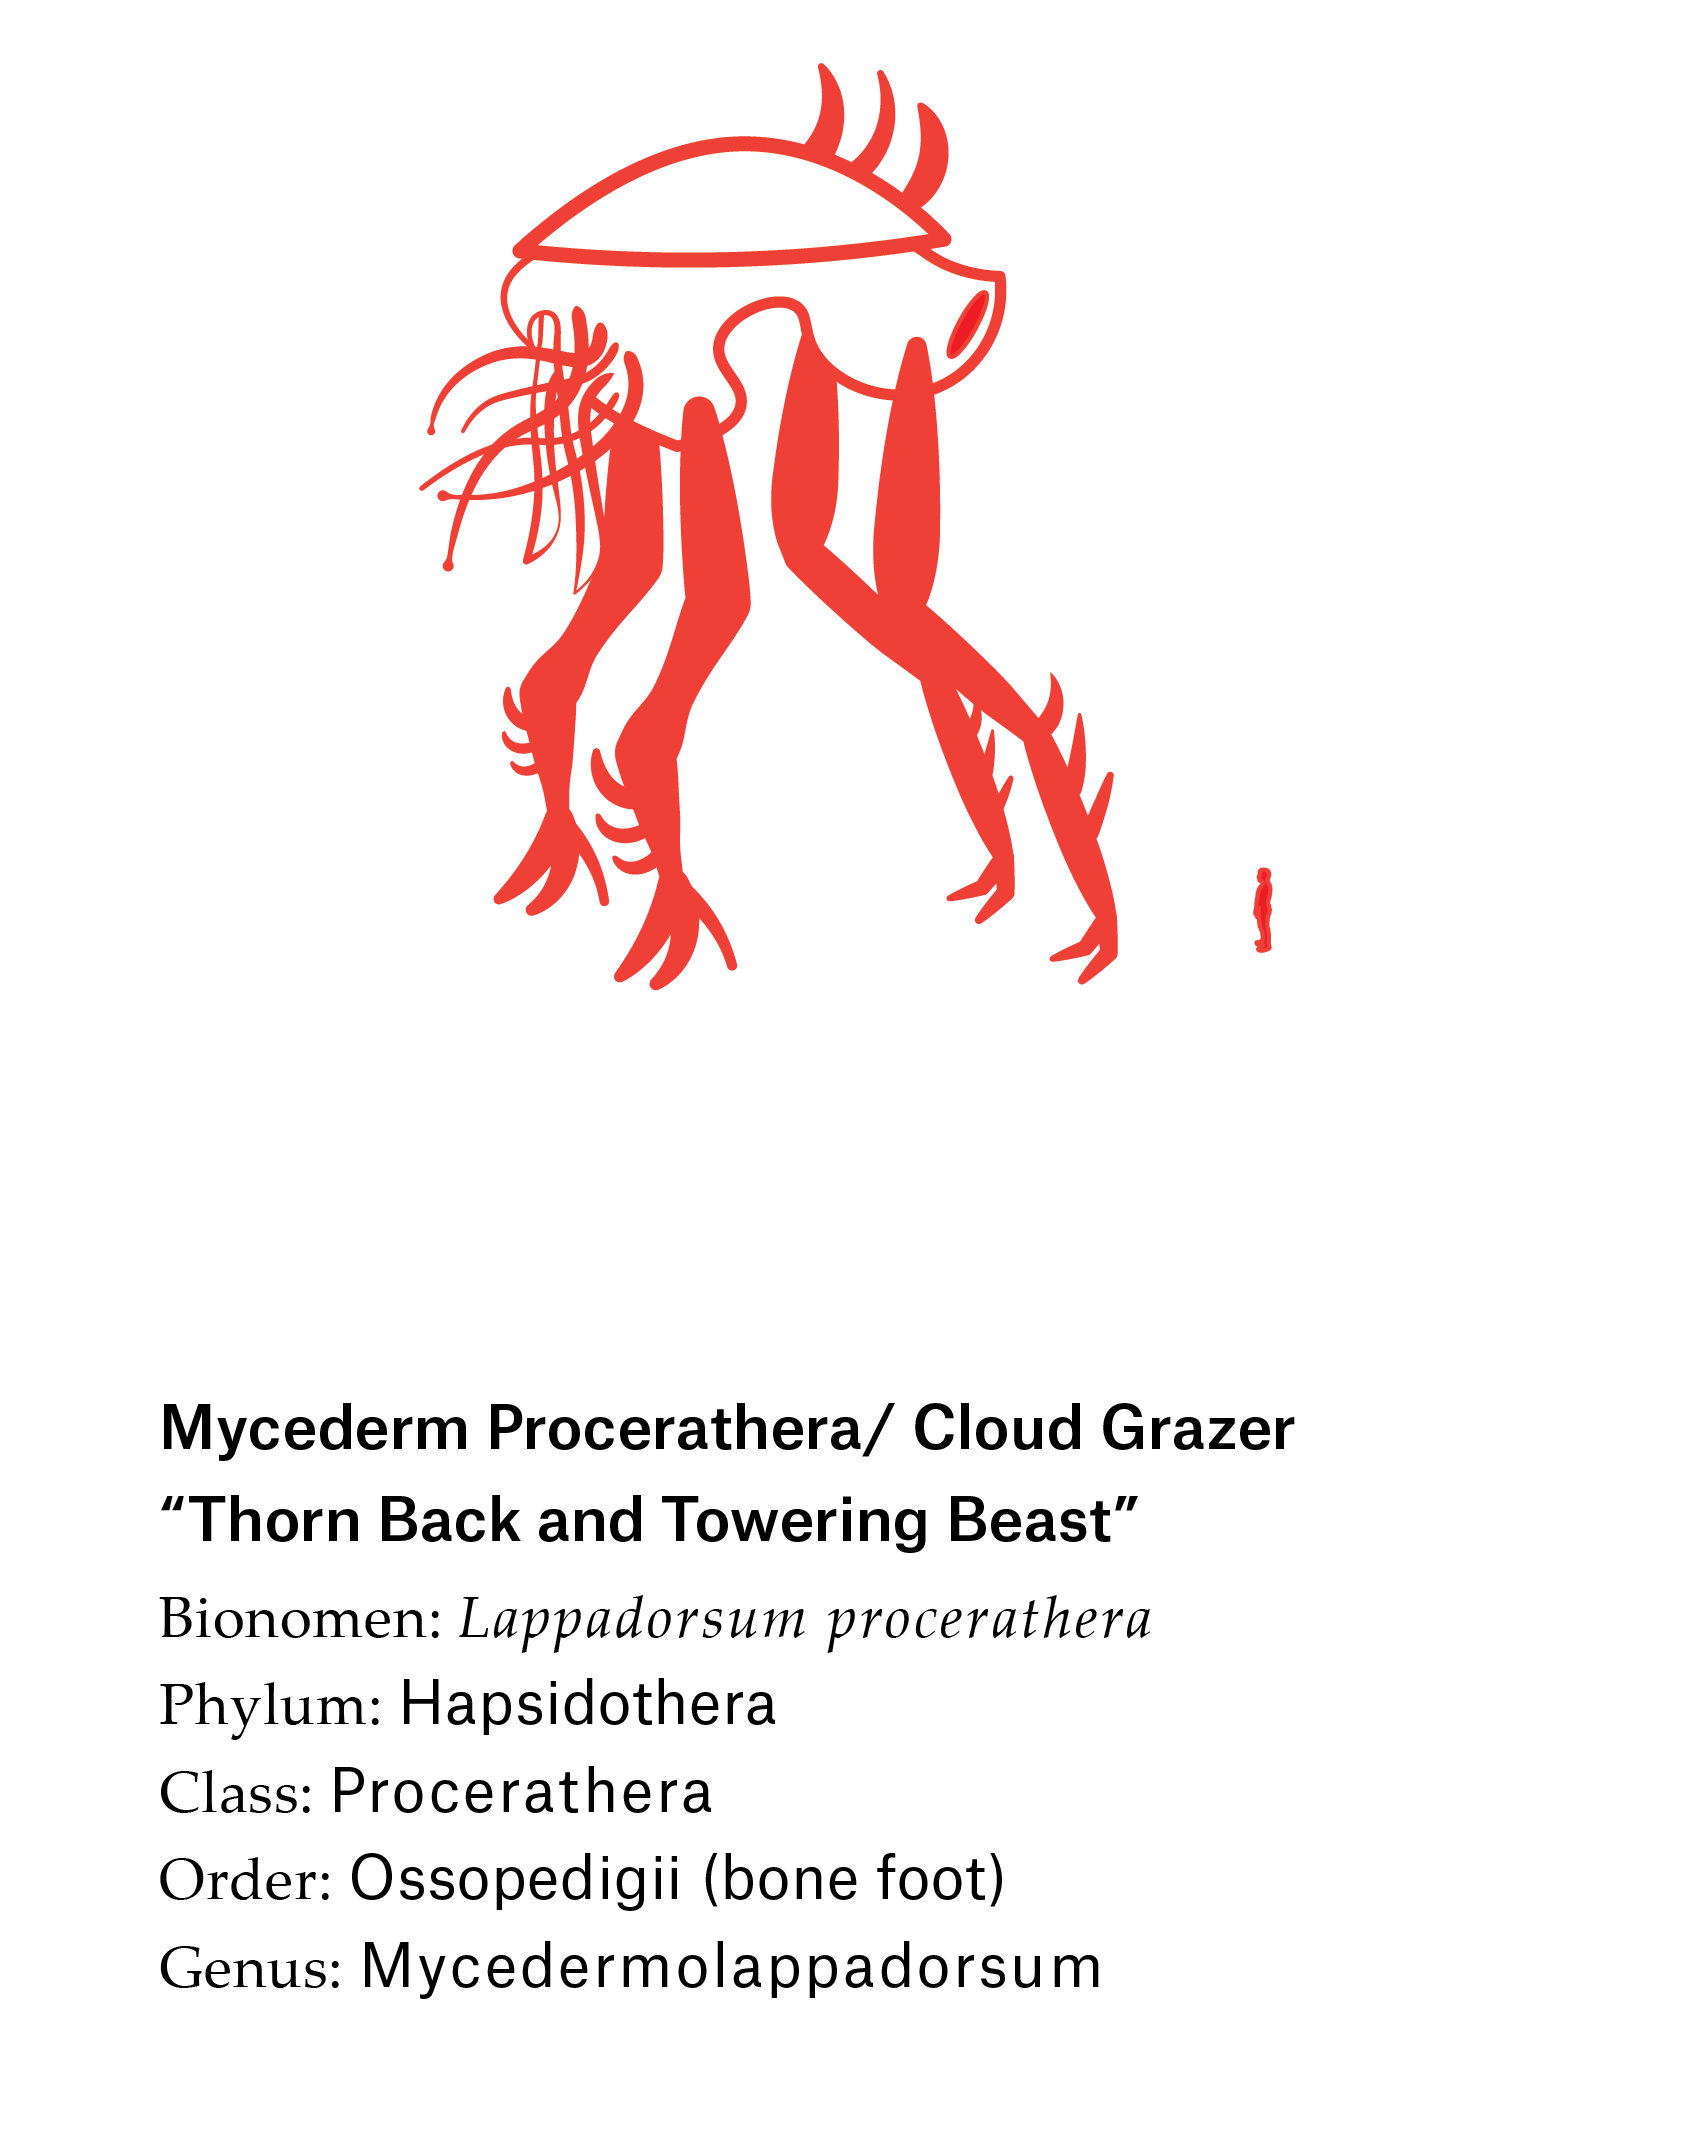 Mycederm Procerathera/ Cloud Grazer
“Thorn Back and Towering Beast”
Bionomen: Lappadorsum procerathera
Phylum: Hapsidothera
Class: Procerathera
Order: Ossopedigii (bone foot)
Genus: Mycedermolappadorsum